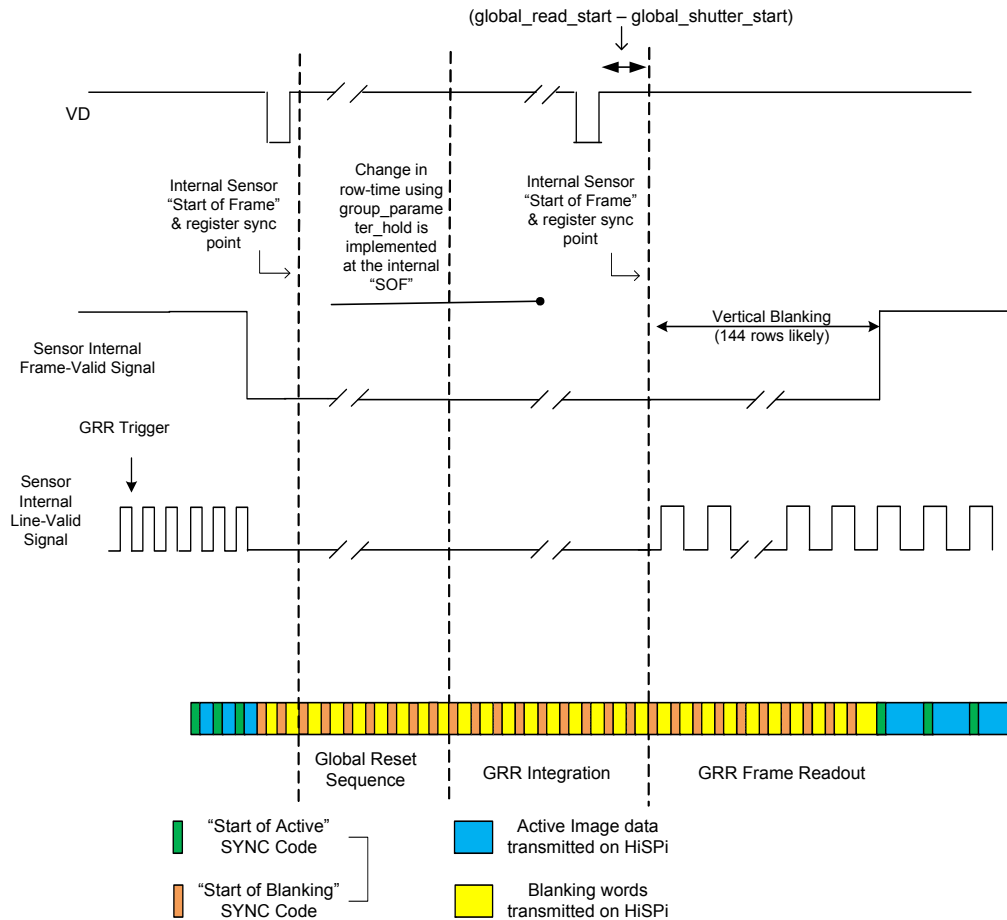 (global_read_start – global_shutter_start)
VD
Internal Sensor
“Start of Frame”
& register sync
point
Change in
row-time using
group_parame
ter_hold is
implemented
at the internal
“SOF”
Internal Sensor
“Start of Frame”
& register sync
point
Vertical Blanking
(144 rows likely)
Sensor Internal
Frame-Valid Signal
GRR Trigger
Sensor
Internal
Line-Valid
Signal
Global Reset
Sequence
GRR Integration
GRR Frame Readout
“Start of Active”
SYNC Code
Active Image data
transmitted on HiSPi
“Start of Blanking”
SYNC Code
Blanking words
transmitted on HiSPi